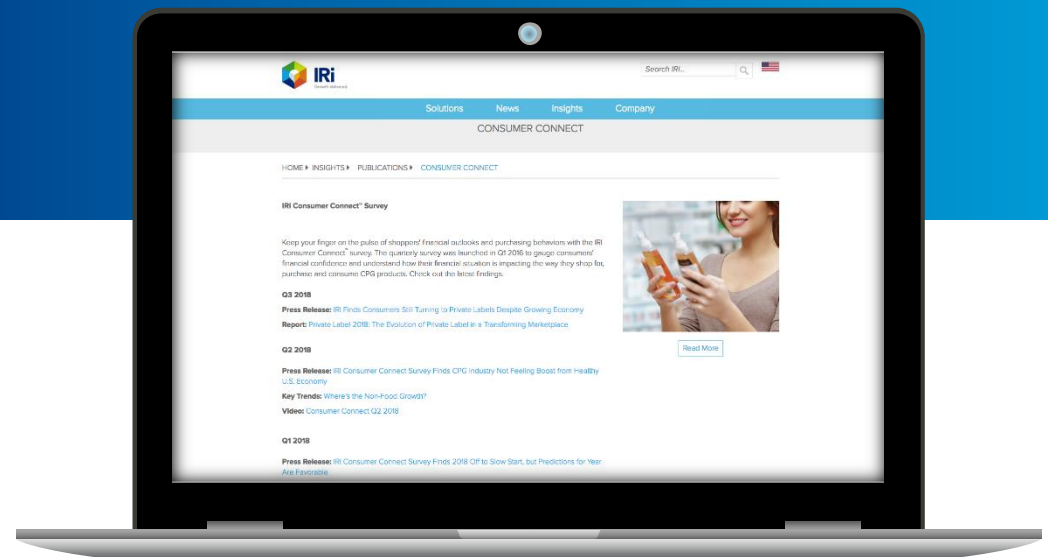 IRi
Growth delivered.
Search IRI...
Solutions News Insights Company
CONSUMER CONNECT
HOME INSIGHTS PUBLICATIONS CONSUMER CONNECT
IRI Consumer Connect™ Survey
Keep your finger on the pulse of shoppers' financial outlooks and purchasing behaviors with the IRI
Consumer Connect™ survey. The quarterly survey was launched in Q1 2016 to gauge consumers'
financial confidence and understand how their financial situation is impacting the way they shop for,
purchase and consume CPG products. Check out the latest findings.
Q3 2018
Press Release: IRI Finds Consumers Still Turning to Private Labels Despite Growing Economy
Report: Private Label 2018: The Evolution of Private Label in a Transforming Marketplace
Read More
Q2 2018
Press Release: IRI Consumer Connect Survey Finds CPG Industry Not Feeling Boost from Healthy
U.S. Economy
Key Trends: Where's the Non-Food Growth?
Video: Consumer Connect Q2 2018
Q1 2018
Press Release: IRI Consumer Connect Survey Finds 2018 Off to Slow Start, but Predictions for Year
Are Favorable